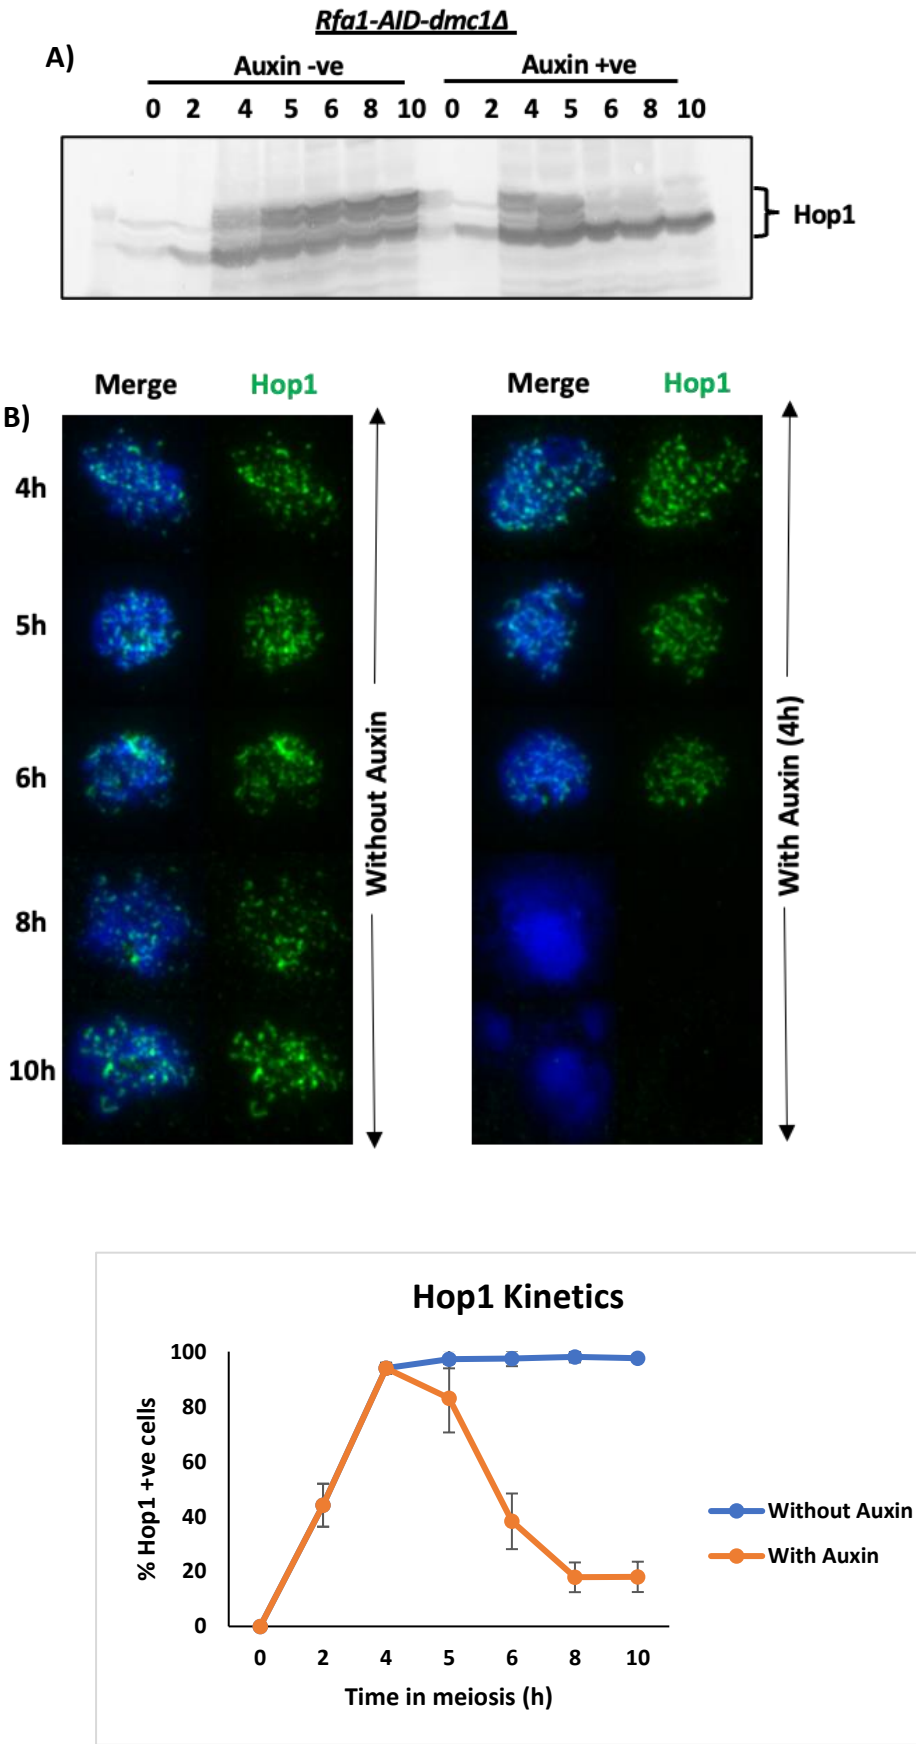 Rfa1-AID-dmc1Δ
A)
Auxin -ve
Auxin +ve
0 2 4 5 6 8 10 0 2 4 5 6 8 10
Hop1
B)
Merge Hop1
Merge Hop1
4h
5h
6h
8h
10h
Without Auxin
With Auxin (4h)
Hop1 Kinetics
% Hop1 +ve cells
100
80
60
40
20
0
0 2 4 5 6 8 10
Time in meiosis (h)
Without Auxin
With Auxin